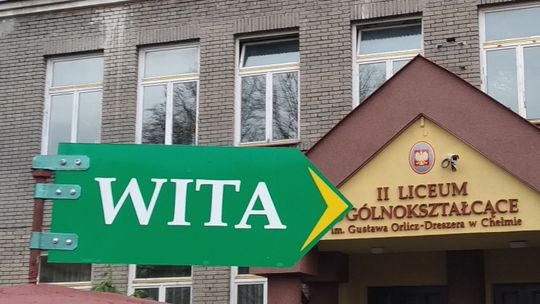 WITA
II LICEUM
GÓLNOKSZTAŁCĄCE
im. Gustawa Orlicz-Dreszera w Chełmie